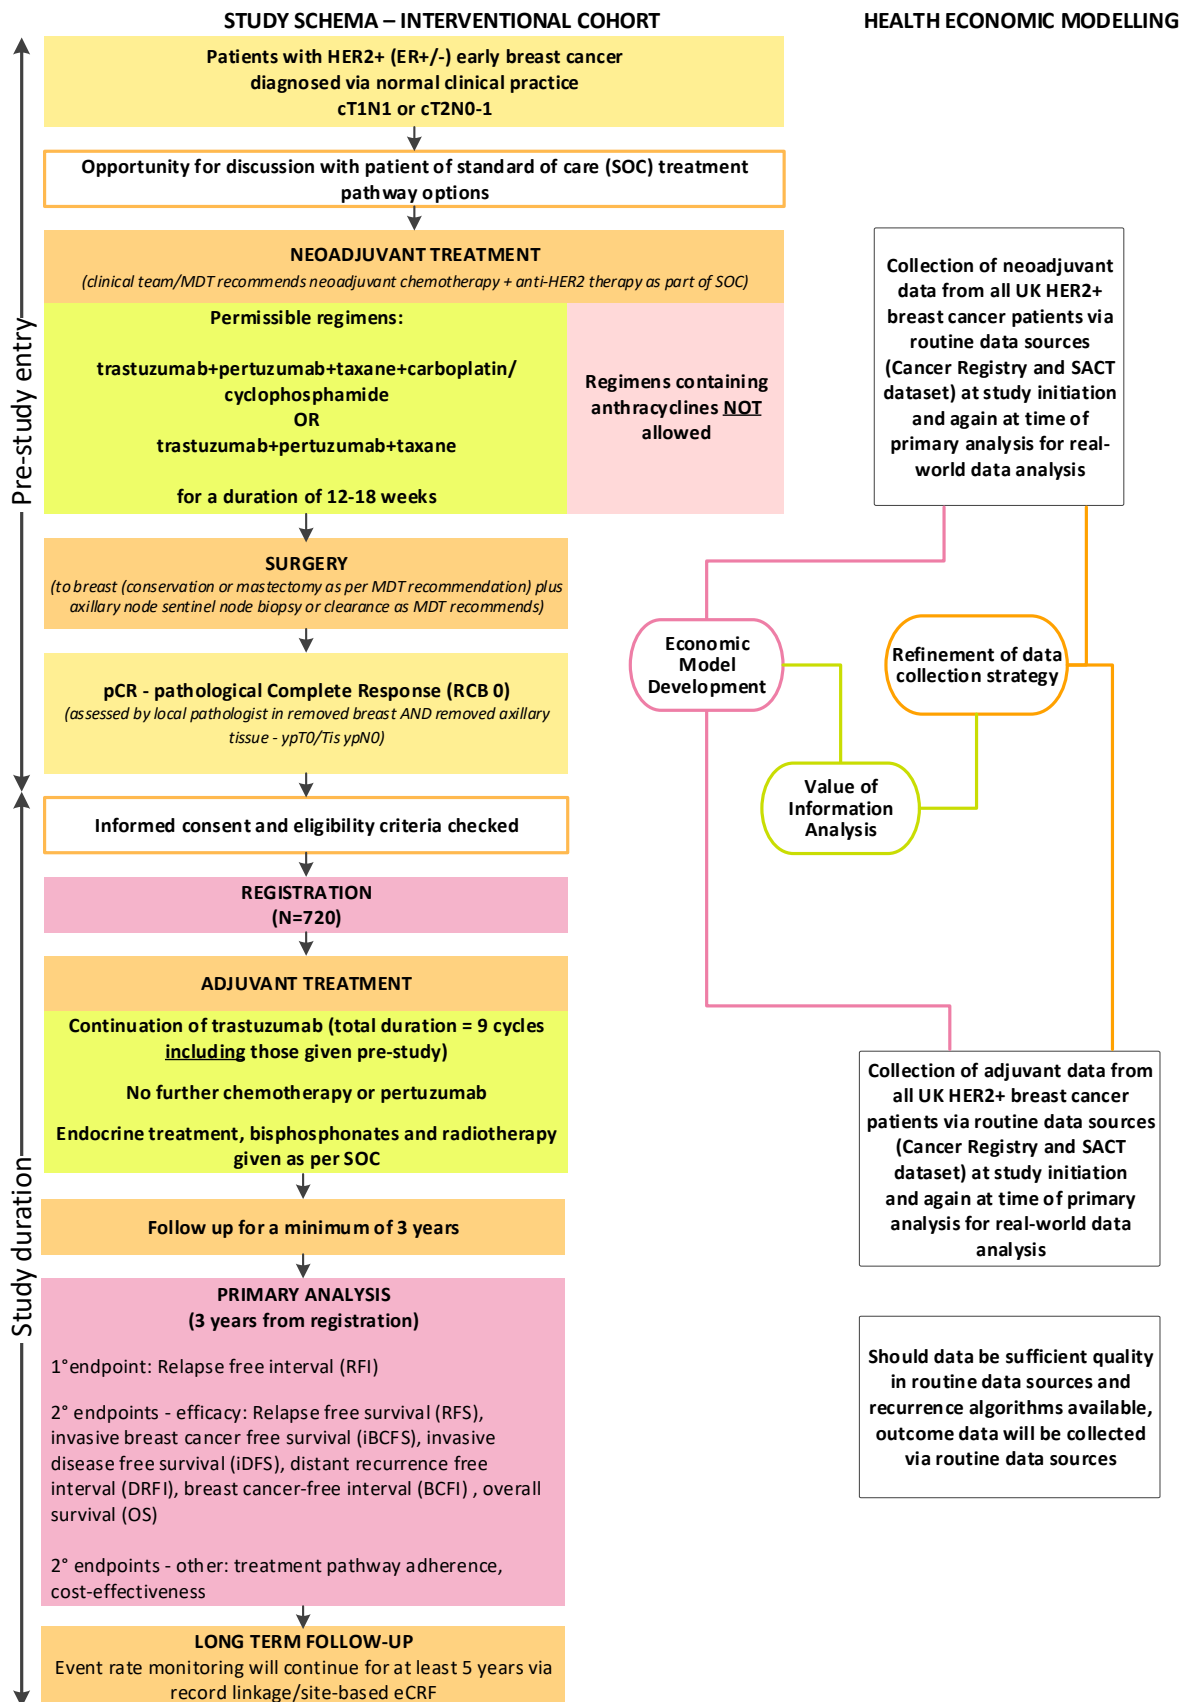 STUDY SCHEMA – INTERVENTIONAL COHORT
HEALTH ECONOMIC MODELLING
Pre-study entry
Patients with HER2+ (ER+/-) early breast cancer
diagnosed via normal clinical practice
cT1N1 or cT2N0-1
Opportunity for discussion with patient of standard of care (SOC) treatment
pathway options
NEOADJUVANT TREATMENT
(clinical team/MDT recommends neoadjuvant chemotherapy + anti-HER2 therapy as part of SOC)
Permissible regimens:
trastuzumab+pertuzumab+taxane+carboplatin/
cyclophosphamide
OR
trastuzumab+pertuzumab+taxane
for a duration of 12-18 weeks
Regimens containing
anthracyclines NOT
allowed
SURGERY
(to breast (conservation or mastectomy as per MDT recommendation) plus
axillary node sentinel node biopsy or clearance as MDT recommends)
pCR - pathological Complete Response (RCB 0)
(assessed by local pathologist in removed breast AND removed axillary
tissue - ypT0/Tis ypN0)
Study duration
Informed consent and eligibility criteria checked
REGISTRATION
(N=720)
ADJUVANT TREATMENT
Continuation of trastuzumab (total duration = 9 cycles
including those given pre-study)
No further chemotherapy or pertuzumab
Endocrine treatment, bisphosphonates and radiotherapy
given as per SOC
Follow up for a minimum of 3 years
PRIMARY ANALYSIS
(3 years from registration)
1°endpoint: Relapse free interval (RFI)
2° endpoints - efficacy: Relapse free survival (RFS),
invasive breast cancer free survival (iBCFS), invasive
disease free survival (iDFS), distant recurrence free
interval (DRFI), breast cancer-free interval (BCFI) , overall
survival (OS)
2° endpoints - other: treatment pathway adherence,
cost-effectiveness
LONG TERM FOLLOW-UP
Event rate monitoring will continue for at least 5 years via
record linkage/site-based eCRF
Collection of neoadjuvant
data from all UK HER2+
breast cancer patients via
routine data sources
(Cancer Registry and SACT
dataset) at study initiation
and again at time of
primary analysis for real-
world data analysis
Economic
Model
Development
Refinement of data
collection strategy
Value of
Information
Analysis
Collection of adjuvant data from
all UK HER2+ breast cancer
patients via routine data sources
(Cancer Registry and SACT
dataset) at study initiation
and again at time of primary
analysis for real-world data
analysis
Should data be sufficient quality
in routine data sources and
recurrence algorithms available,
outcome data will be collected
via routine data sources